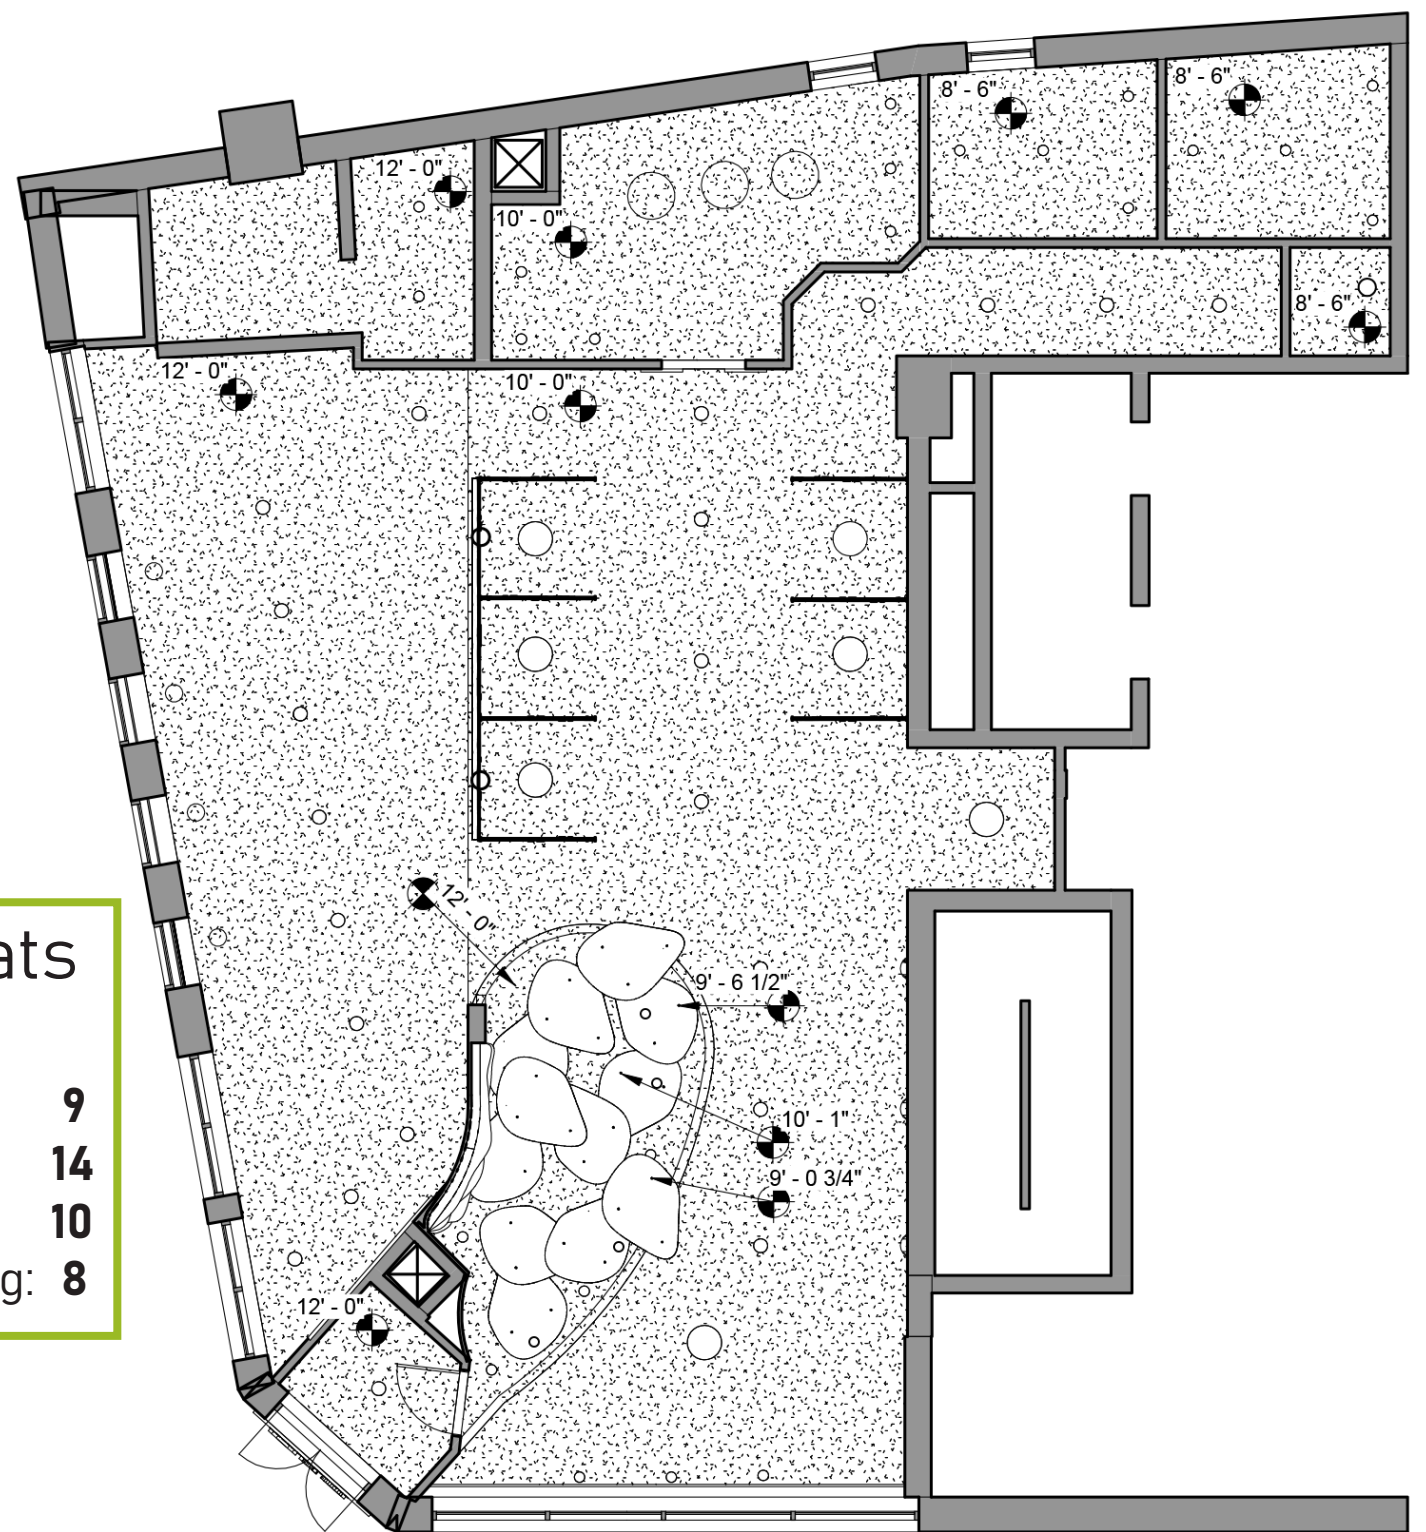 8' - 6"
8' - 6"
12' - 0"
10' - 0"
8' - 6"
12' - 0"
10' - 0"
12' - 0"
9' - 6 1/2"
10' - 1"
9' - 0 3/4"
12' - 0"
ats
9
14
10
g: 8